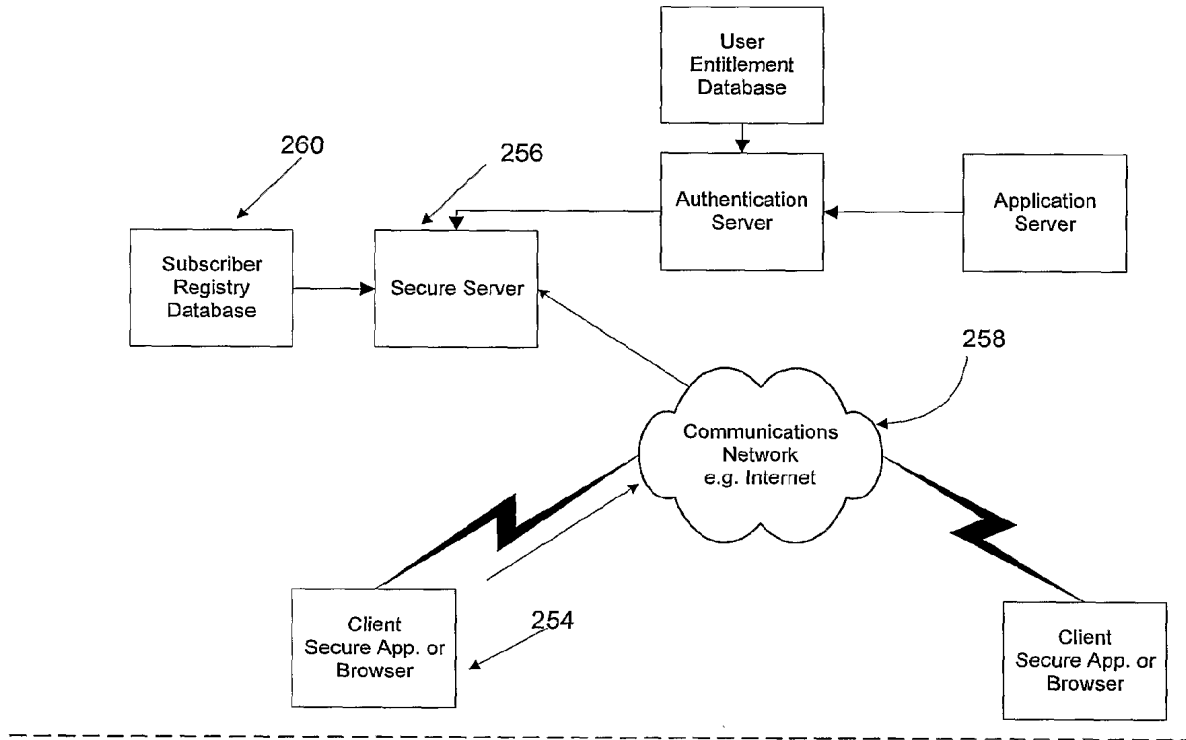 User
Entitlement
Database
260
256
Authentication
Server
Application
Server
Subscriber
Registry
Database
Secure Server
258
Communications
Network
e.g. Internet
Client
Secure App. or
Browser
254
Client
Secure App. or
Browser